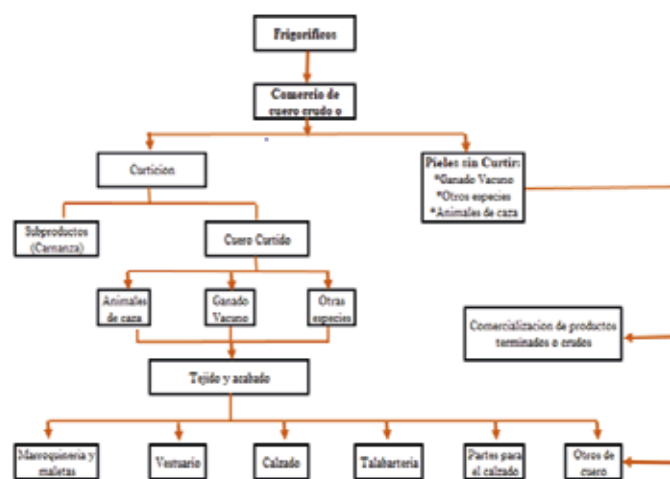 Frigorificos
Comercio de
cuero crudo o
Curticion
Pieles sin Curtir:
*Ganado Vacuno
*Otros especies
*Animales de caza
Subproductos
(Carnanza)
Cuero Curtido
Animales
de caza
Ganado
Vacuno
Otras
especies
Comercializacion de productos
terminados o crudos
Tejido y acabado
Marroquineria y
maletas
Vestuario
Calzado
Talabarteria
Partes para
el calzado
Otros de
cuero